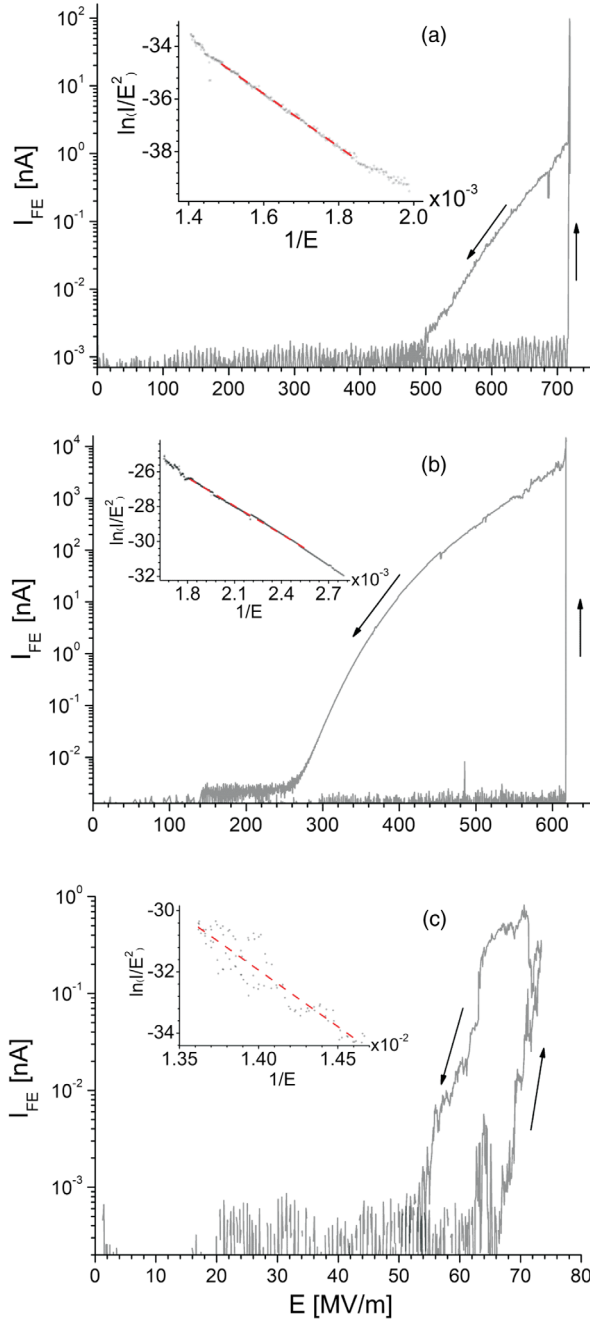 (a)
I_FE [nA]
10^2
10^1
10^0
10^-1
10^-2
10^-3
0 100 200 300 400 500 600 700
ln(I/E^2)
-34
-36
-38
1.4 1.6 1.8 2.0
x10^-3
1/E
(b)
I_FE [nA]
10^4
10^3
10^2
10^1
10^0
10^-1
10^-2
0 100 200 300 400 500 600
ln(I/E^2)
-26
-28
-30
-32
1.8 2.1 2.4 2.7
x10^-3
1/E
(c)
I_FE [nA]
10^0
10^-1
10^-2
10^-3
0 10 20 30 40 50 60 70 80
ln(I/E^2)
-30
-32
-34
1.35 1.40 1.45
x10^-2
1/E
E [MV/m]